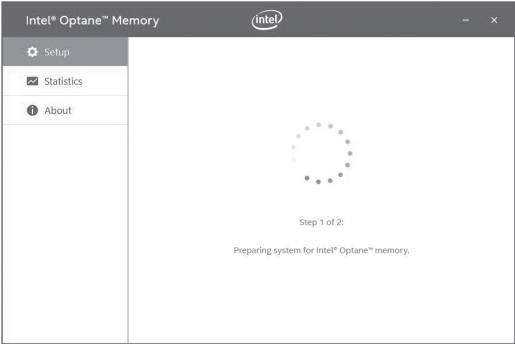 Intel® Optane™ Memory
intel
Setup
Statistics
About
Step 1 of 2:
Preparing system for Intel® Optane™ memory.